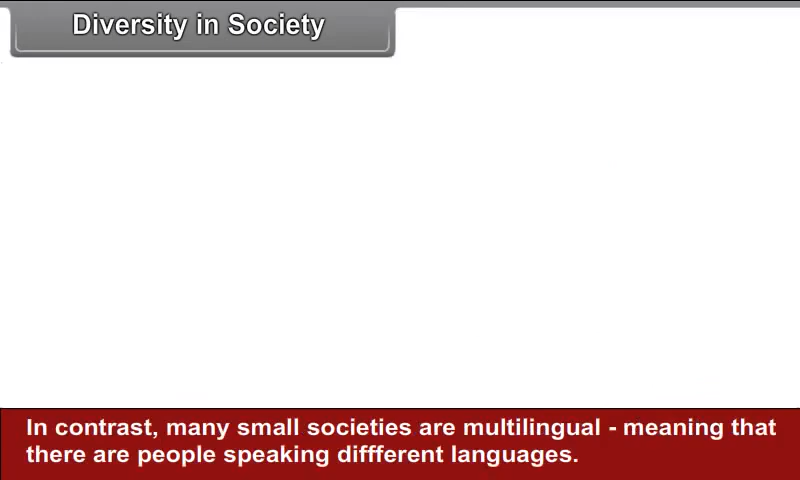 Diversity in Society
In contrast, many small societies are multilingual - meaning that
there are people speaking diffferent languages.